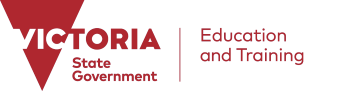 VICTORIA
State
Government
Education
and Training